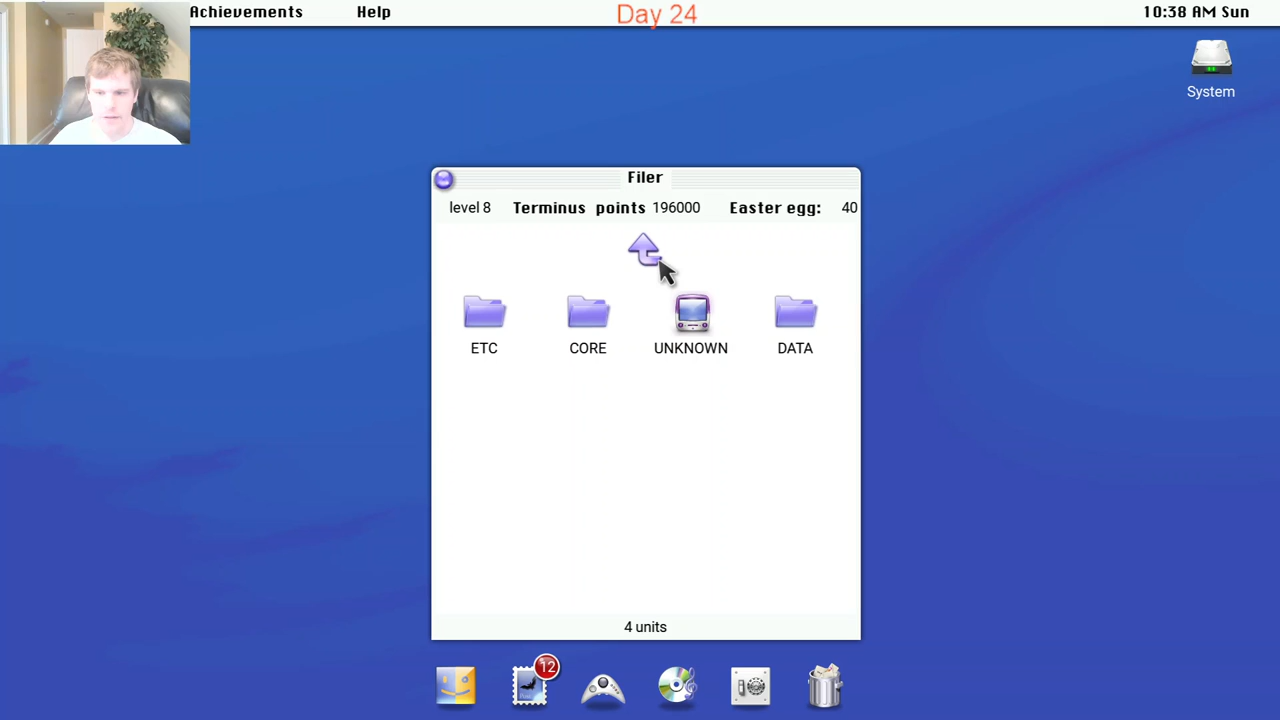 Achievements Help Day 24 10:38 AM Sun
System
Filer
level 8 Terminus points 196000 Easter egg: 40
ETC CORE UNKNOWN DATA
4 units
12